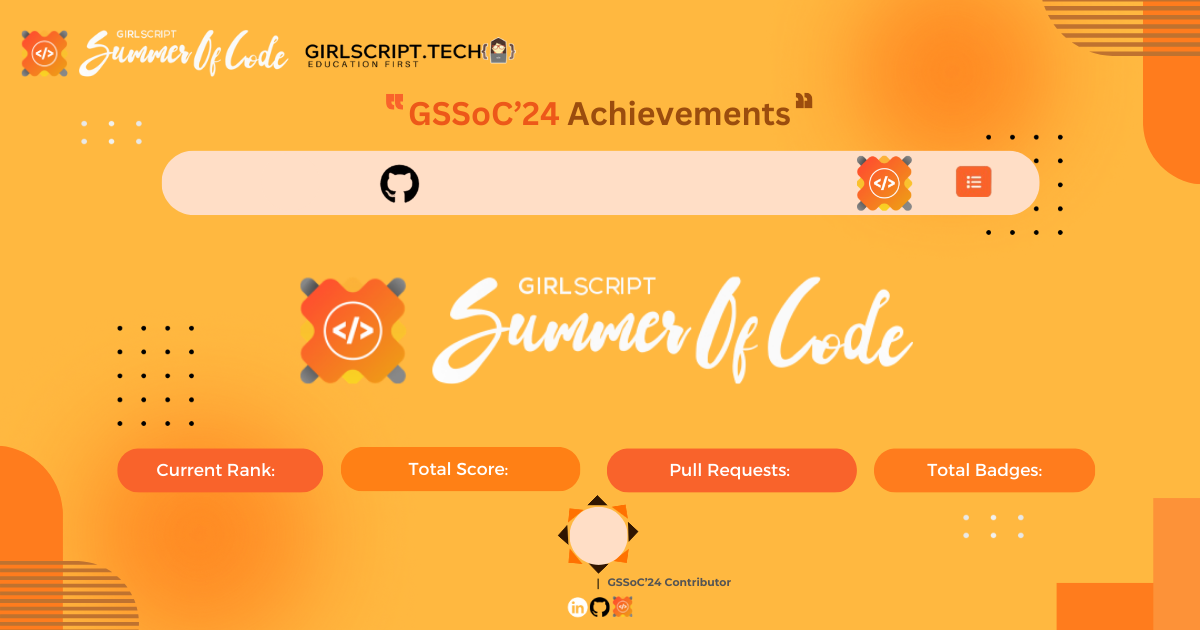 GIRLSCRIPT
Summer Of Code
GIRLSCRIPT.TECH
EDUCATION FIRST
"GSSoC’24 Achievements"
</>
</>
GIRLSCRIPT
Summer Of Code
</>
Current Rank:
Total Score:
Pull Requests:
Total Badges:
| GSSoC’24 Contributor
in